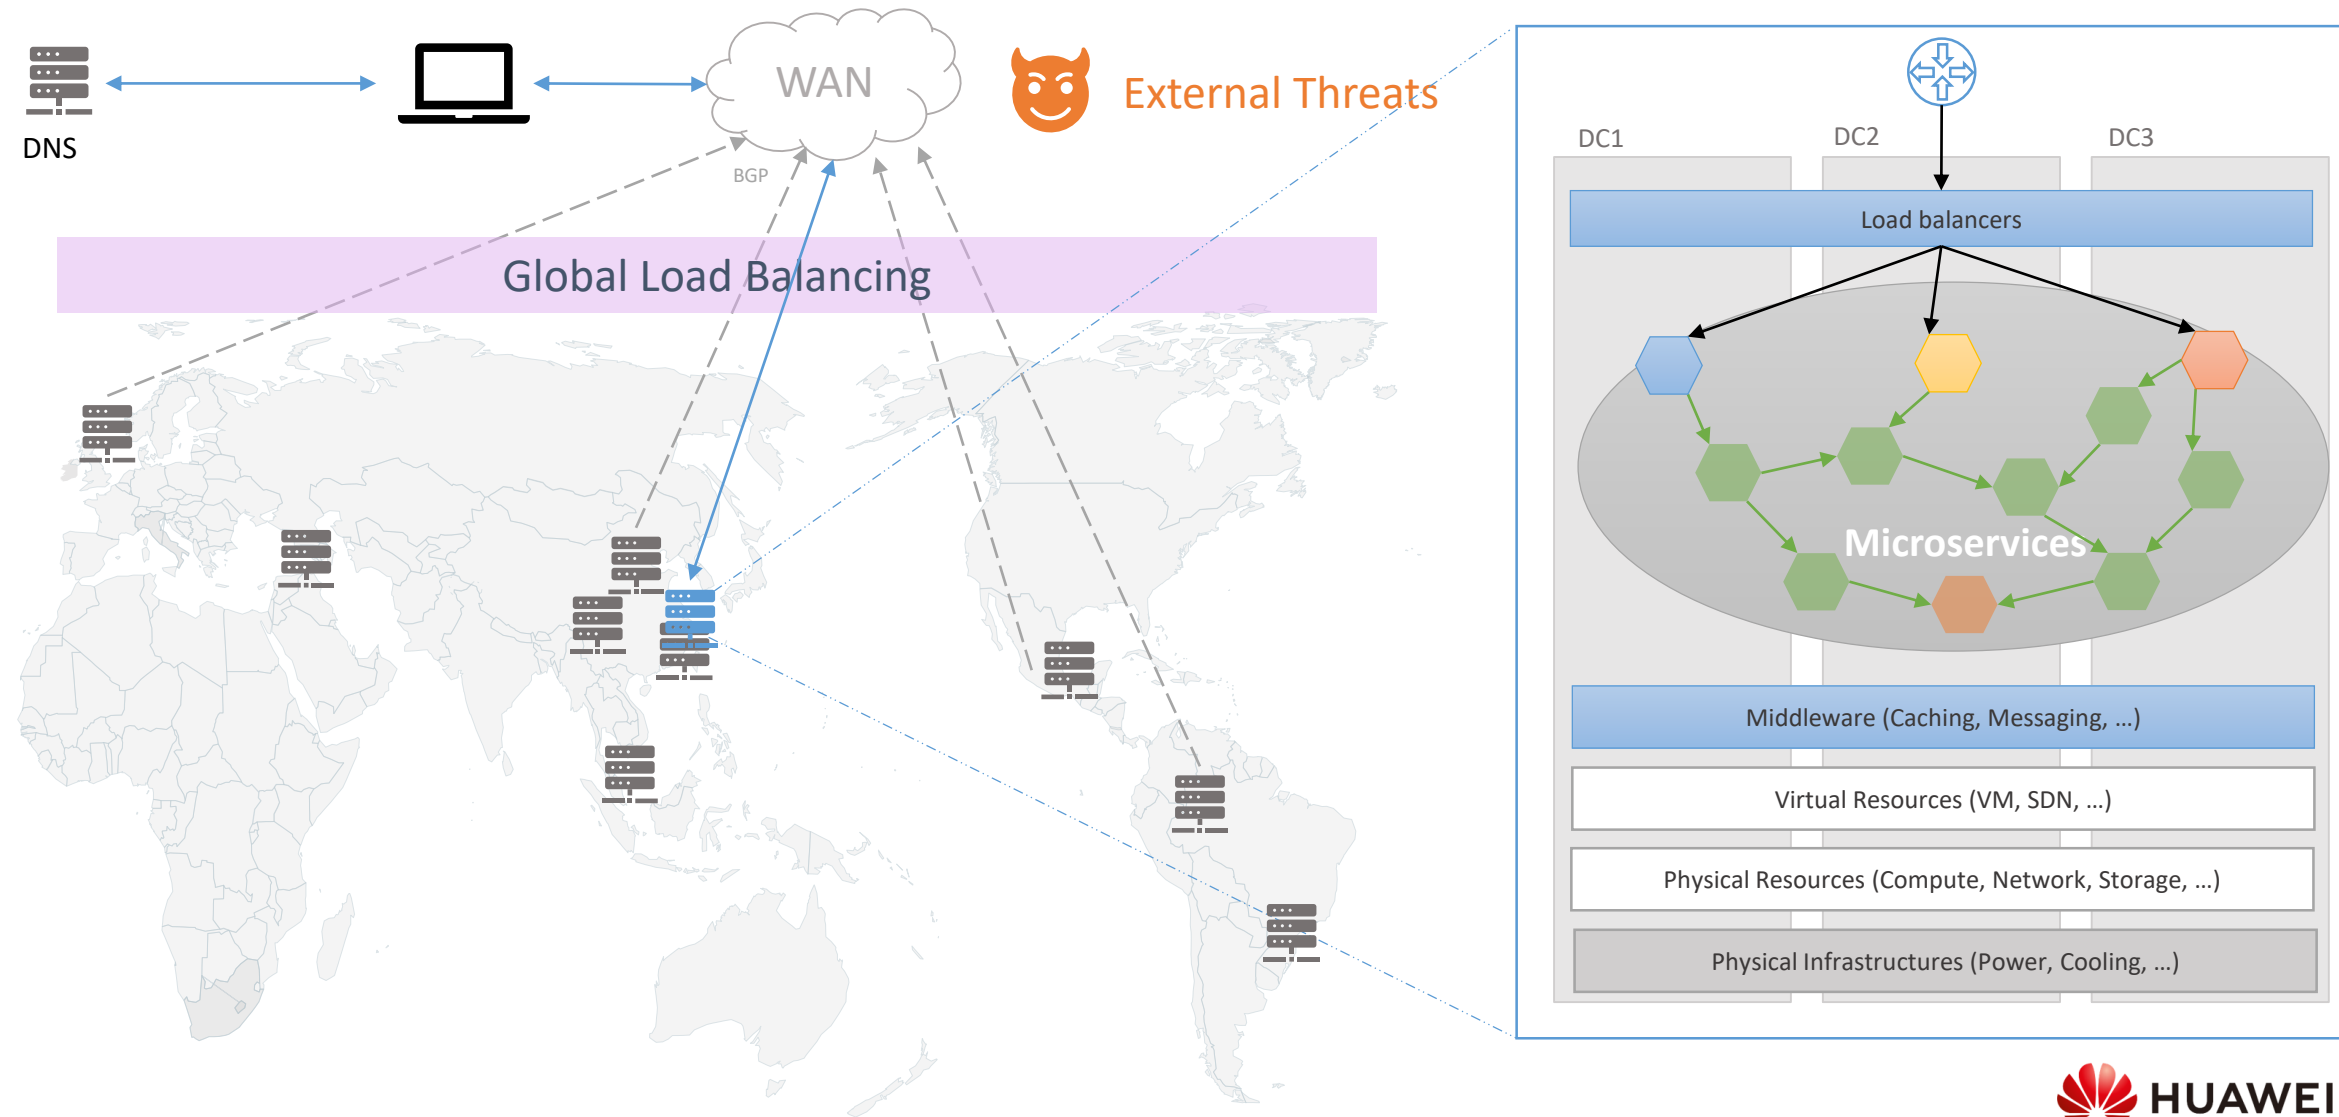 DNS
WAN
External Threats
BGP
Global Load Balancing
DC1
DC2
DC3
Load balancers
Microservices
Middleware (Caching, Messaging, …)
Virtual Resources (VM, SDN, …)
Physical Resources (Compute, Network, Storage, …)
Physical Infrastructures (Power, Cooling, …)
HUAWEI